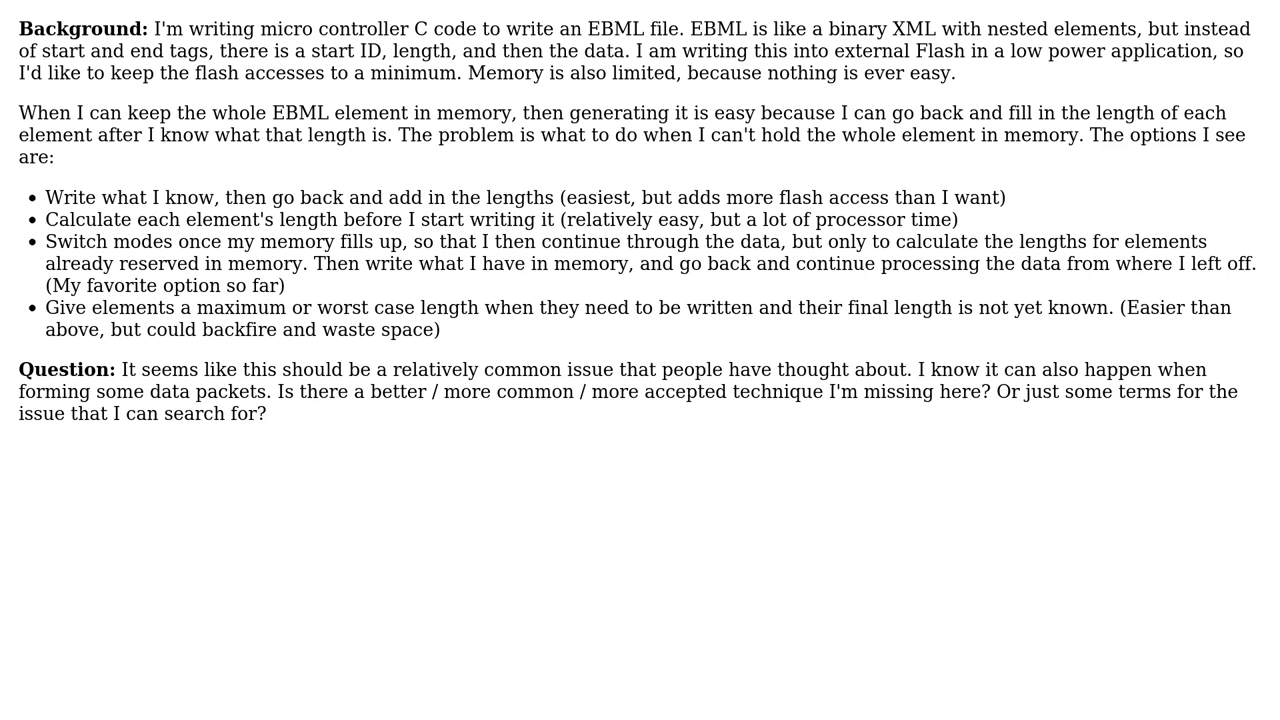 Background: I'm writing micro controller C code to write an EBML file. EBML is like a binary XML with nested elements, but instead
of start and end tags, there is a start ID, length, and then the data. I am writing this into external Flash in a low power application, so
I'd like to keep the flash accesses to a minimum. Memory is also limited, because nothing is ever easy.
When I can keep the whole EBML element in memory, then generating it is easy because I can go back and fill in the length of each
element after I know what that length is. The problem is what to do when I can't hold the whole element in memory. The options I see
are:
• Write what I know, then go back and add in the lengths (easiest, but adds more flash access than I want)
• Calculate each element's length before I start writing it (relatively easy, but a lot of processor time)
• Switch modes once my memory fills up, so that I then continue through the data, but only to calculate the lengths for elements
already reserved in memory. Then write what I have in memory, and go back and continue processing the data from where I left off.
(My favorite option so far)
• Give elements a maximum or worst case length when they need to be written and their final length is not yet known. (Easier than
above, but could backfire and waste space)
Question: It seems like this should be a relatively common issue that people have thought about. I know it can also happen when
forming some data packets. Is there a better / more common / more accepted technique I'm missing here? Or just some terms for the
issue that I can search for?